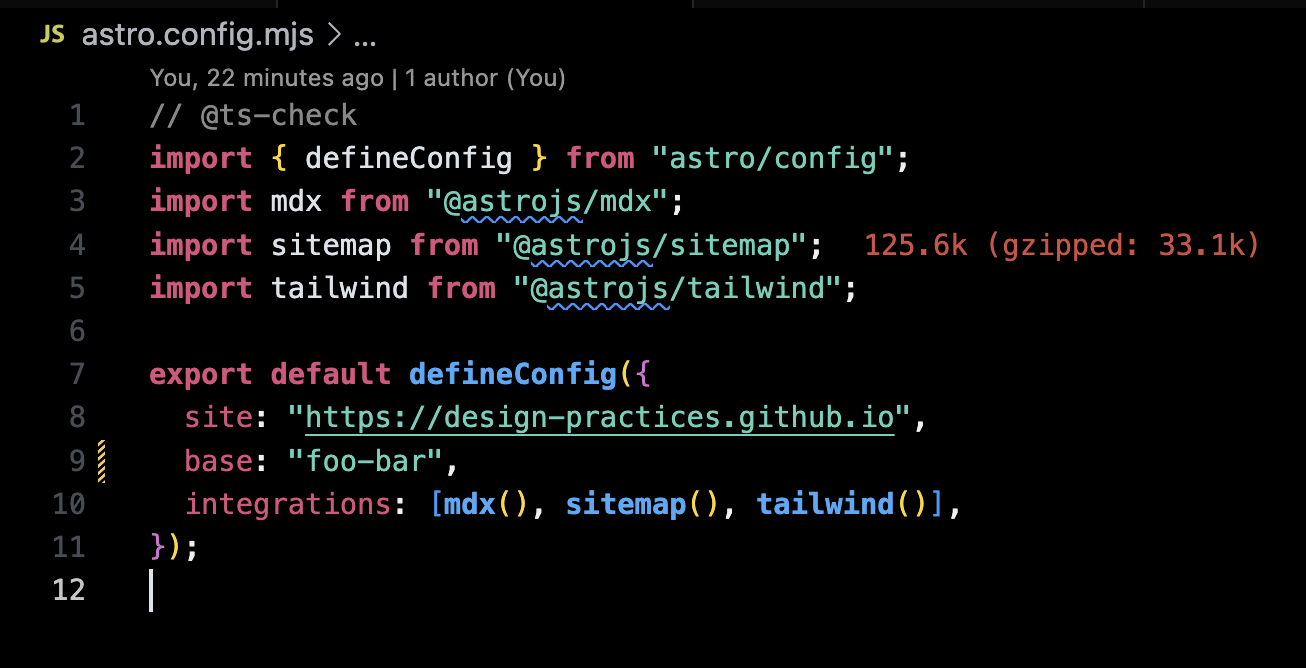 JS astro.config.mjs > ...
You, 22 minutes ago | 1 author (You)
1 // @ts-check
2 import { defineConfig } from "astro/config";
3 import mdx from "@astrojs/mdx";
4 import sitemap from "@astrojs/sitemap"; 125.6k (gzipped: 33.1k)
5 import tailwind from "@astrojs/tailwind";
6
7 export default defineConfig({
8   site: "https://design-practices.github.io",
9   base: "foo-bar",
10   integrations: [mdx(), sitemap(), tailwind()],
11 });
12